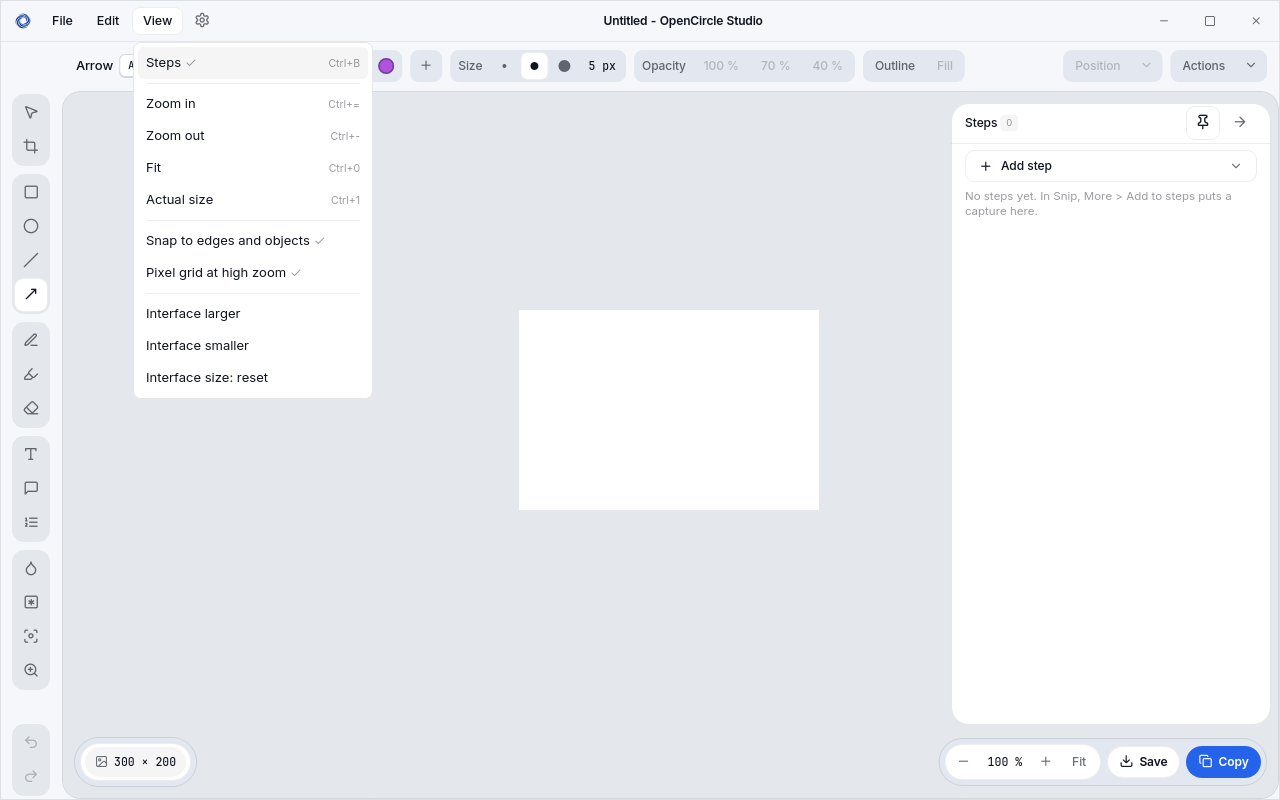 File Edit View Untitled - OpenCircle Studio
Arrow Size 5 px Opacity 100 % 70 % 40 % Outline Fill Position Actions
Steps Ctrl+B
Zoom in Ctrl+=
Zoom out Ctrl+-
Fit Ctrl+0
Actual size Ctrl+1
Snap to edges and objects
Pixel grid at high zoom
Interface larger
Interface smaller
Interface size: reset
Steps 0
Add step
No steps yet. In Snip, More > Add to steps puts a
capture here.
300 × 200
100 % Fit Save Copy